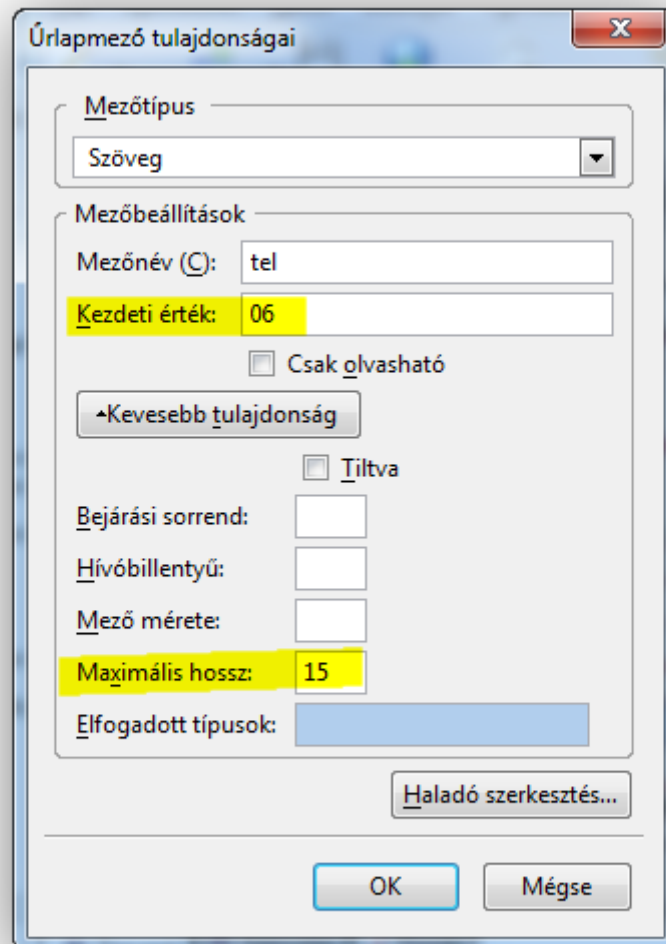 Űrlapmező tulajdonságai
x
Mezőtípus
Szöveg
Mezőbeállítások
Mezőnév (C): tel
Kezdeti érték: 06
Csak olvasható
Kevesebb tulajdonság
Tiltva
Bejárási sorrend:
Hívóbillentyű:
Mező mérete:
Maximális hossz: 15
Elfogadott típusok:
Haladó szerkesztés...
OK Mégse